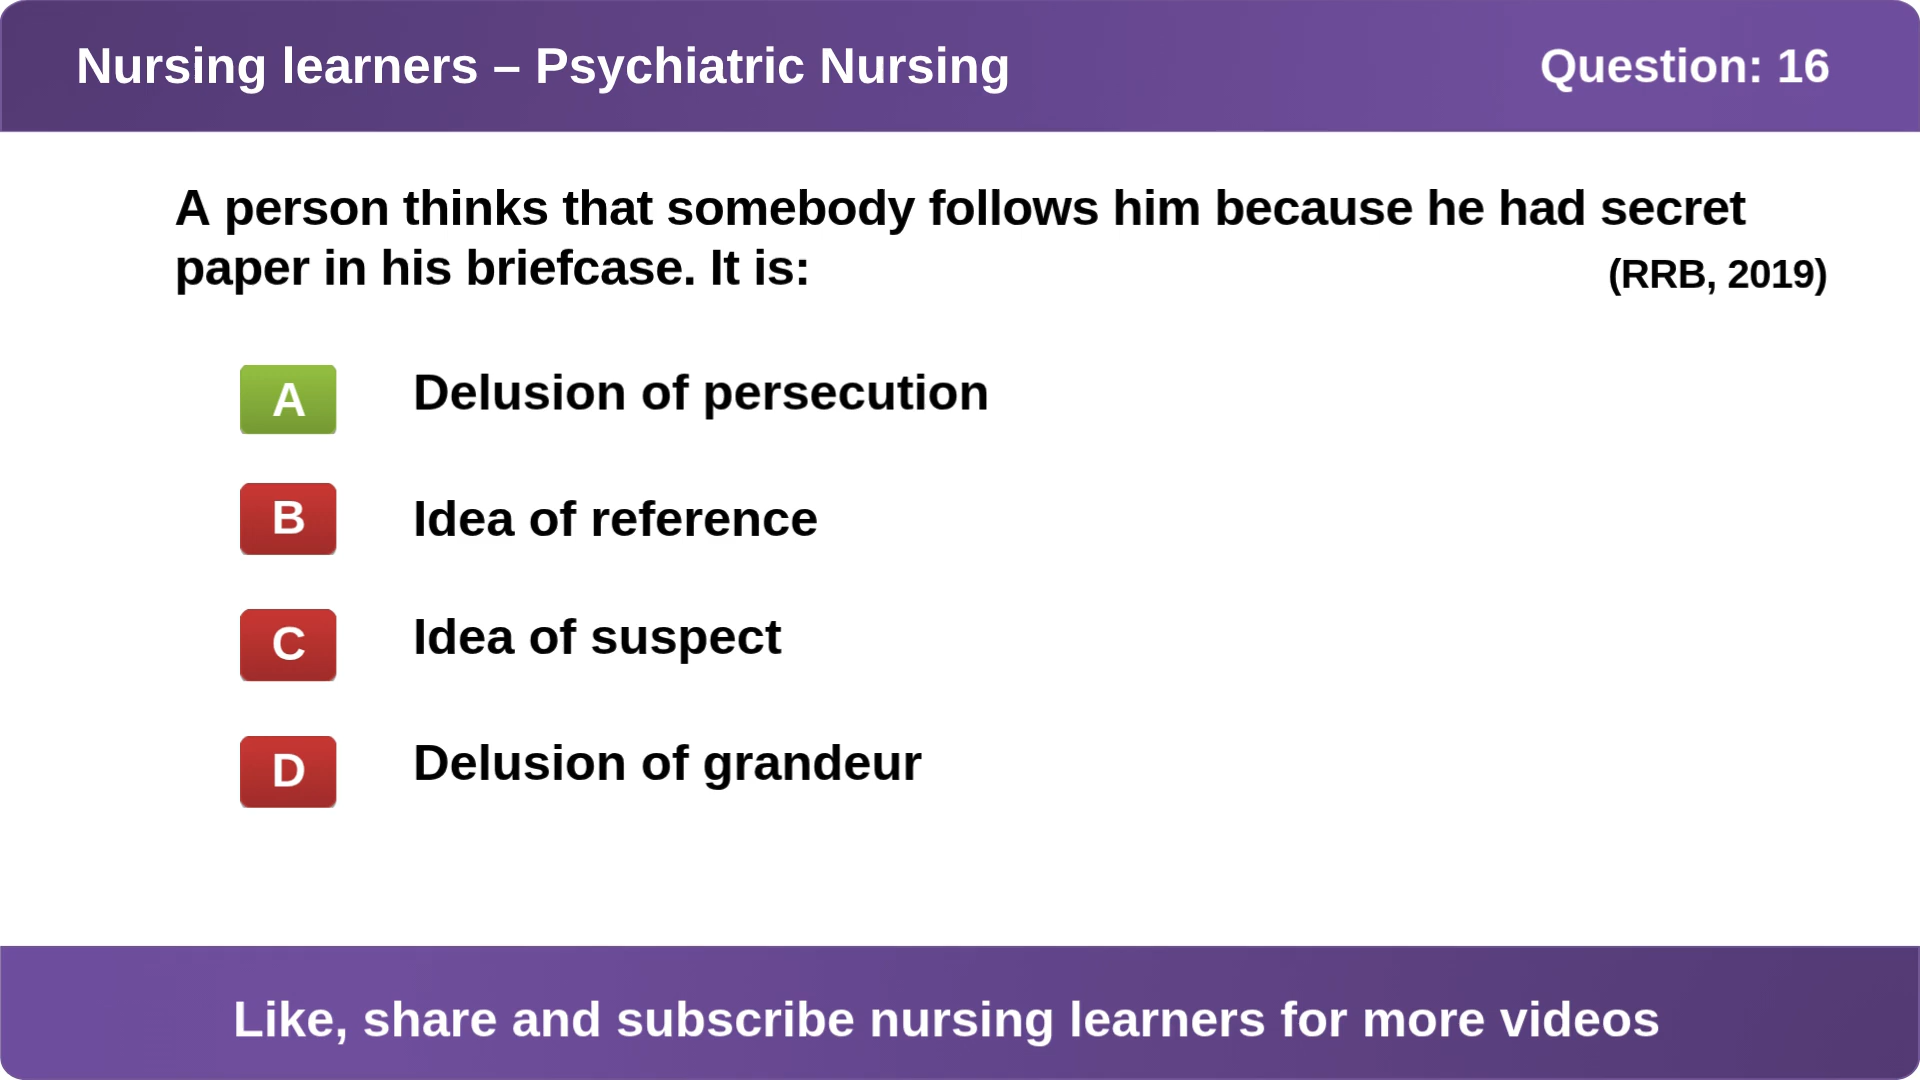 Nursing learners – Psychiatric Nursing
Question: 16
A person thinks that somebody follows him because he had secret
paper in his briefcase. It is:
(RRB, 2019)
A Delusion of persecution
B Idea of reference
C Idea of suspect
D Delusion of grandeur
Like, share and subscribe nursing learners for more videos